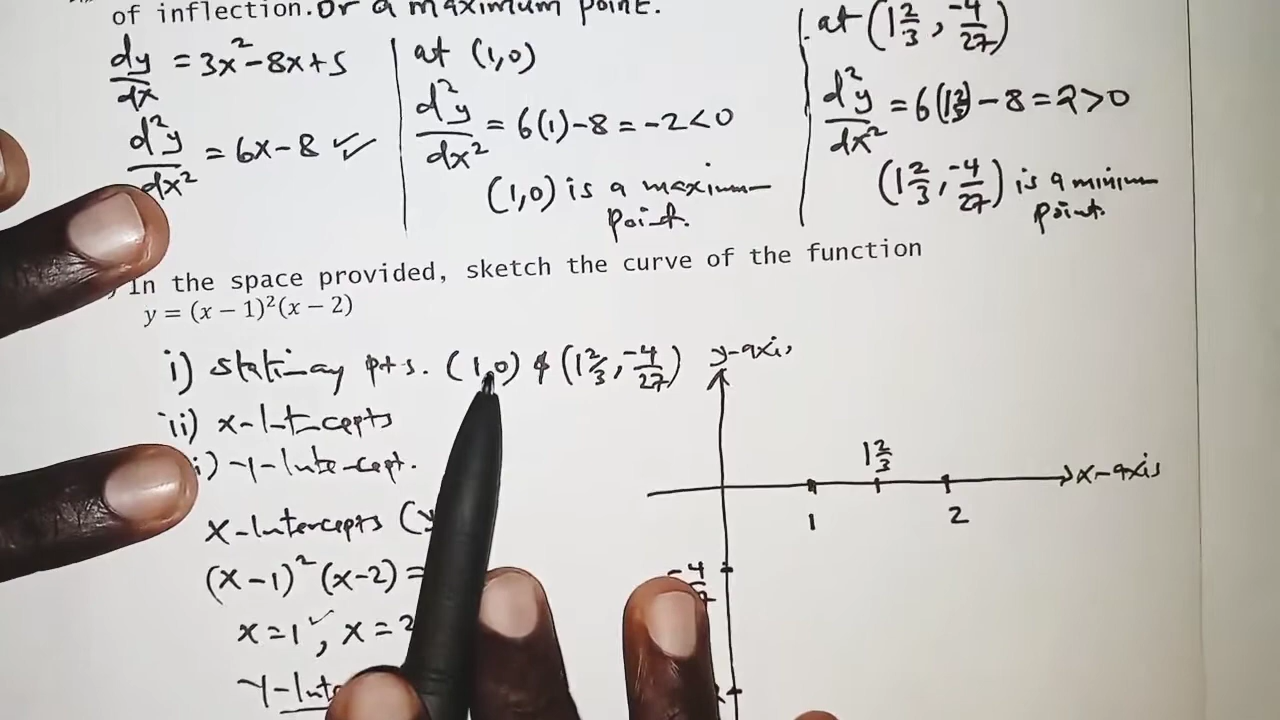 of inflection. Or a maximum point.
dy/dx = 3x² - 8x + 5
d²y/dx² = 6x - 8 ✓
at (1,0)
d²y/dx² = 6(1) - 8 = -2 < 0
(1,0) is a maximum
point.
at (1 2/3, -4/27)
d²y/dx² = 6(1 2/3) - 8 = 2 > 0
(1 2/3, -4/27) is a minimum
point.
In the space provided, sketch the curve of the function
y = (x − 1)²(x − 2)
i) stationary pts. (1,0) & (1 2/3, -4/27)
ii) x-Intercepts
i) y-Intercept.
x-Intercepts (y
(x-1)²(x-2) =
x=1 ✓, x=2
y-Inte
y-axis
1 2/3
x-axis
1 2
-4